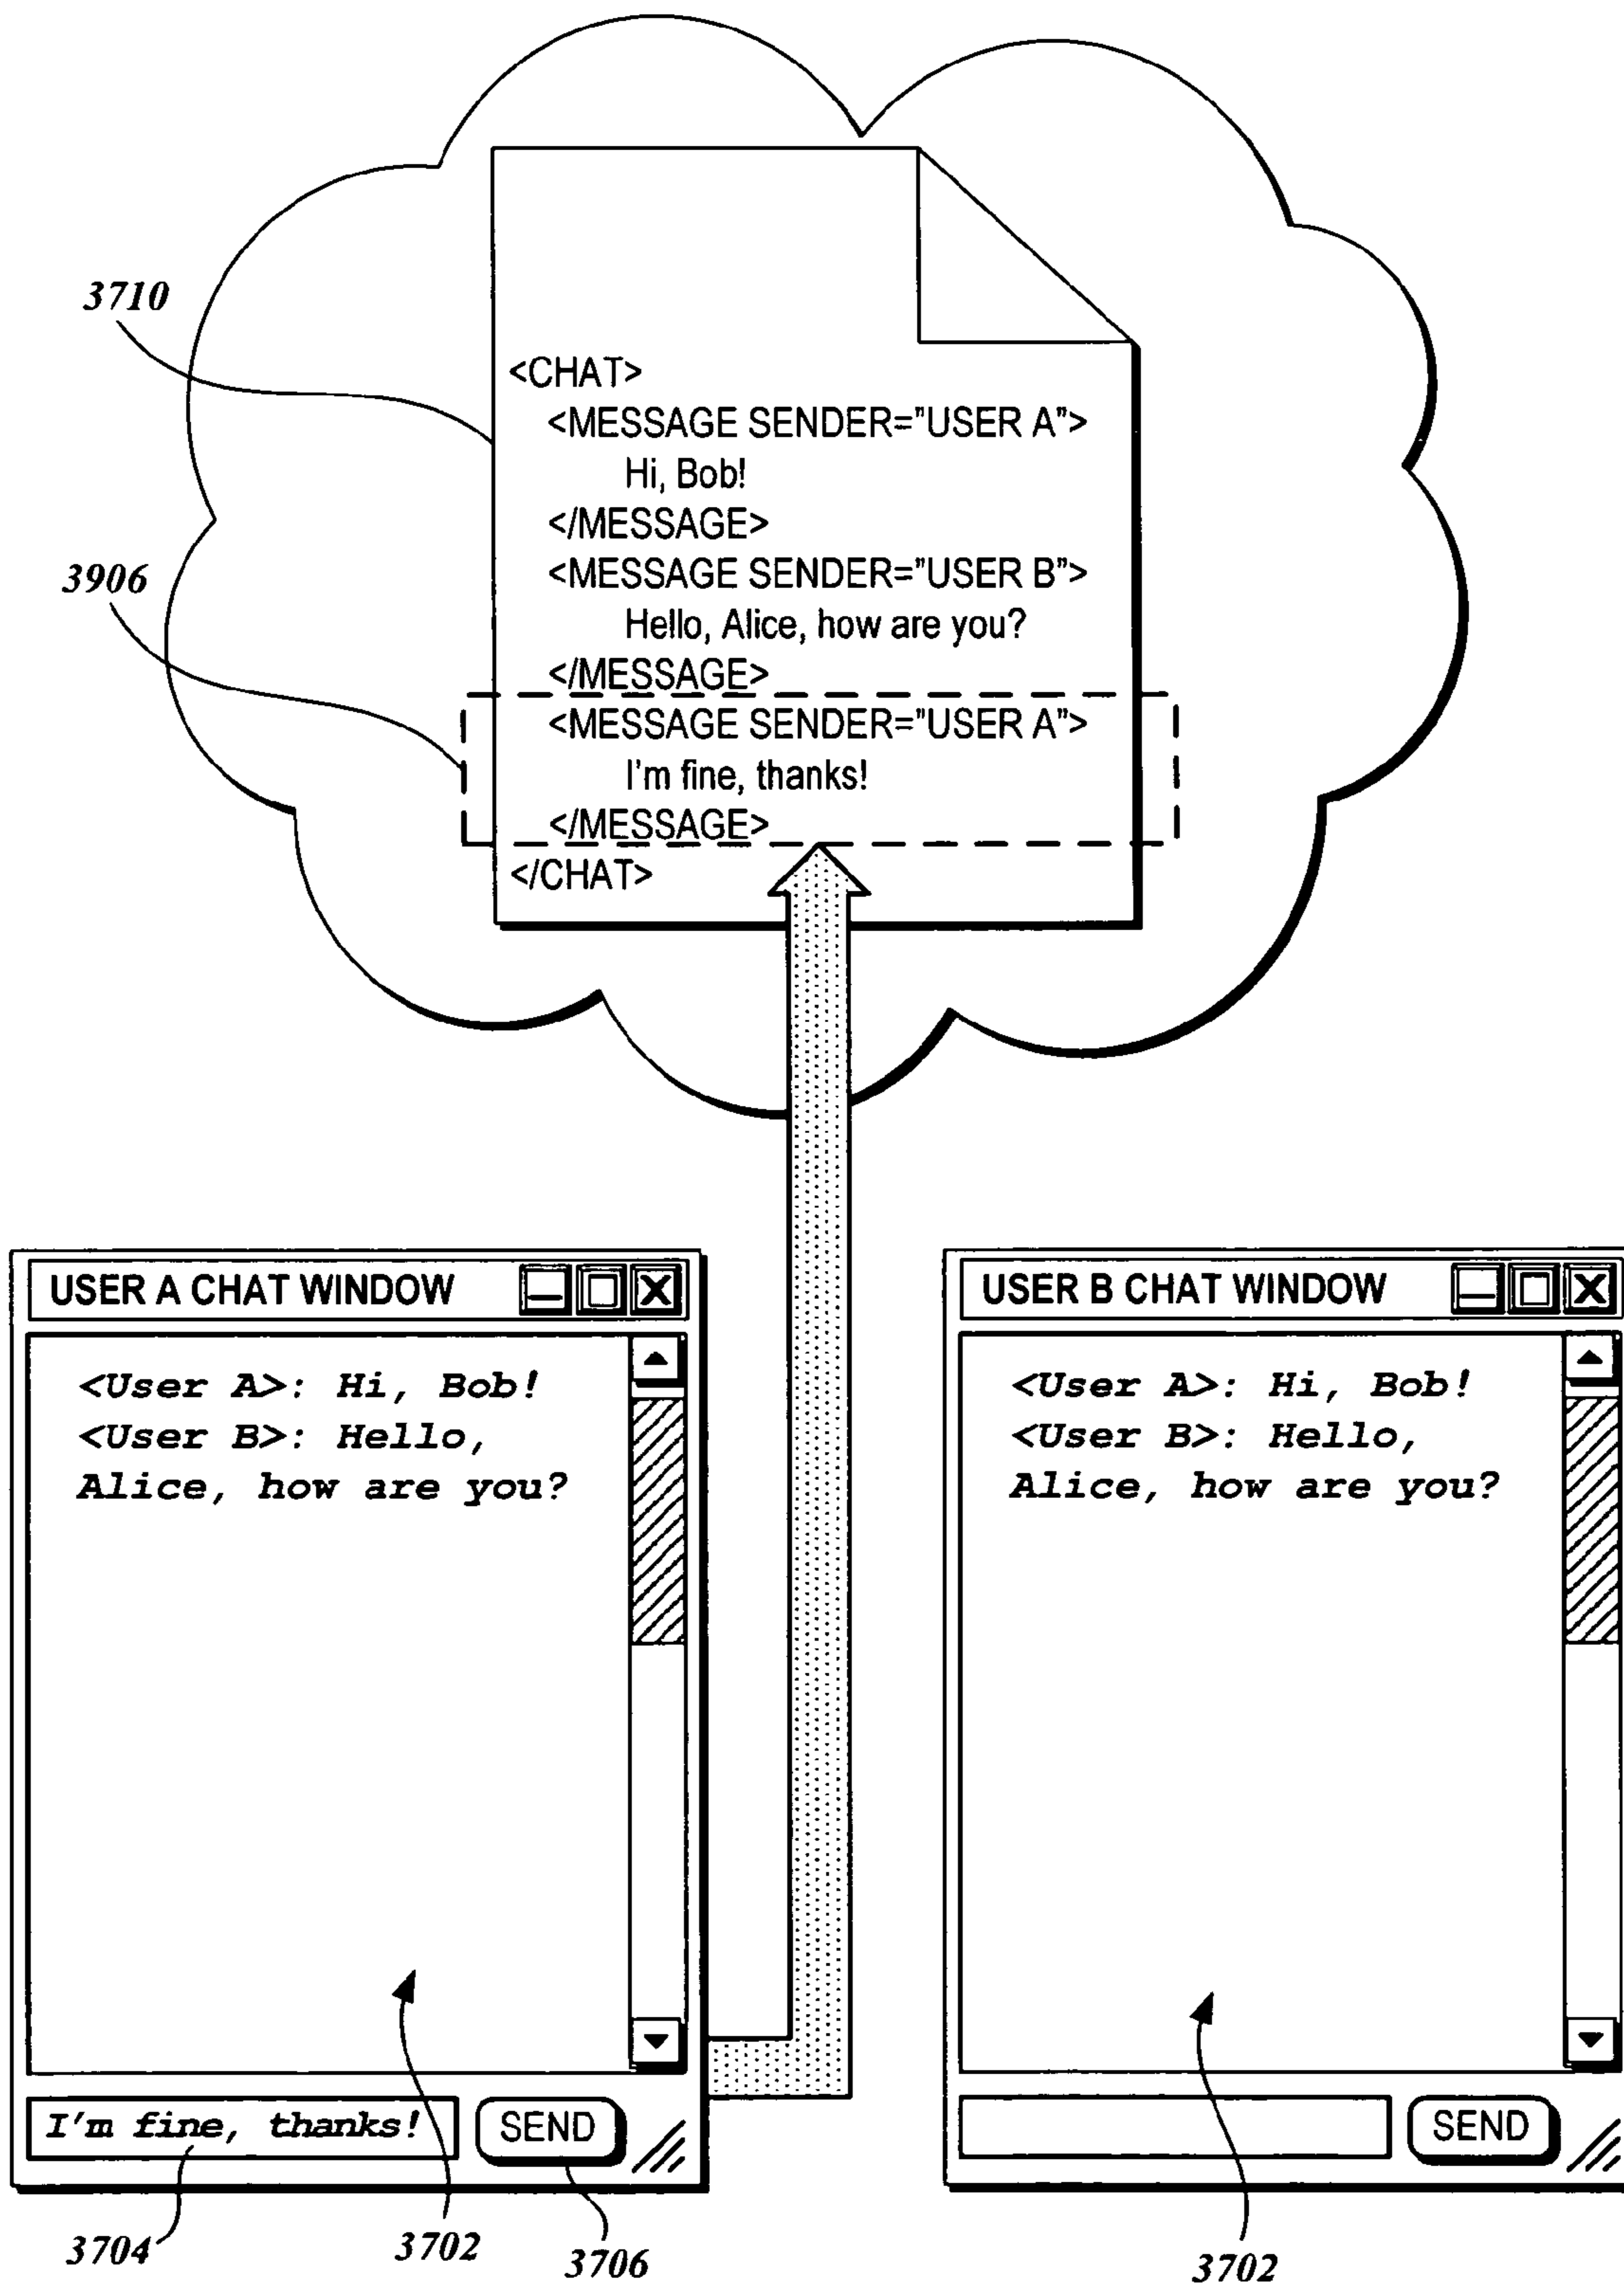 3710
<CHAT>
<MESSAGE SENDER="USER A">
Hi, Bob!
</MESSAGE>
3906
<MESSAGE SENDER="USER B">
Hello, Alice, how are you?
</MESSAGE>
<MESSAGE SENDER="USER A">
I'm fine, thanks!
</MESSAGE>
</CHAT>
USER A CHAT WINDOW
<User A>: Hi, Bob!
<User B>: Hello,
Alice, how are you?
I'm fine, thanks!
SEND
3704
3702
3706
USER B CHAT WINDOW
<User A>: Hi, Bob!
<User B>: Hello,
Alice, how are you?
SEND
3702